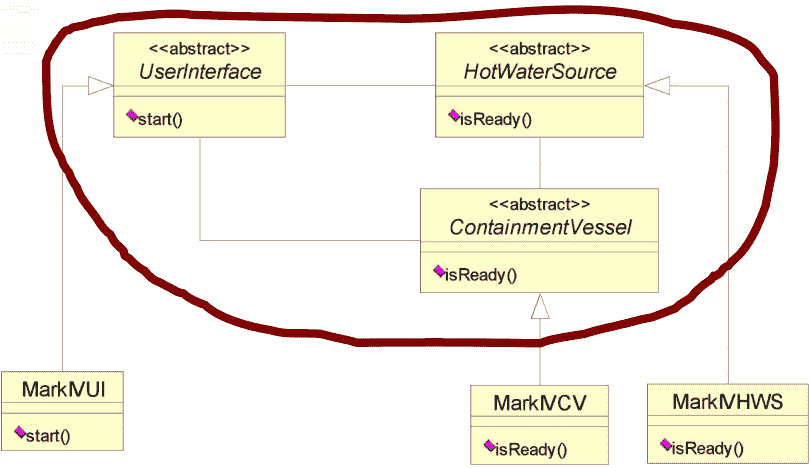 <<abstract>>
UserInterface
start()
<<abstract>>
HotWaterSource
isReady()
<<abstract>>
ContainmentVessel
isReady()
MarkIVUI
start()
MarkIVCV
isReady()
MarkIVHWS
isReady()